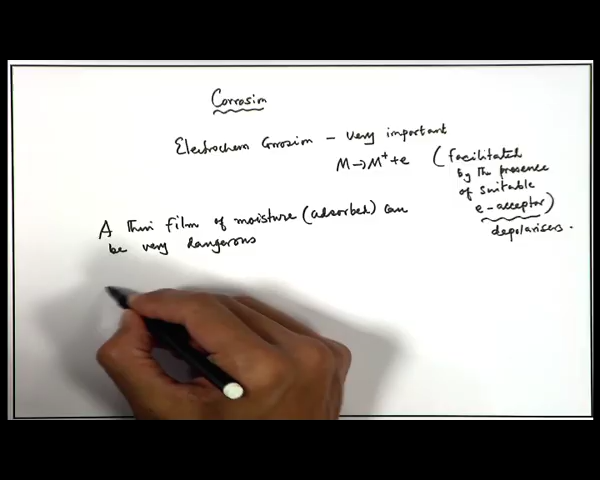 Corrosion
Electrochem Corrosion - very important
M → M⁺ + e
(facilitated
by the presence
of suitable
e-acceptor)
depolarisers.
A thin film of moisture (adsorbed) can
be very dangerous